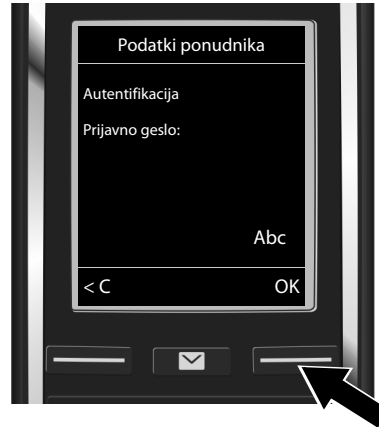 Podatki ponudnika
Autentifikacija
Prijavno geslo:
Abc
< C
OK